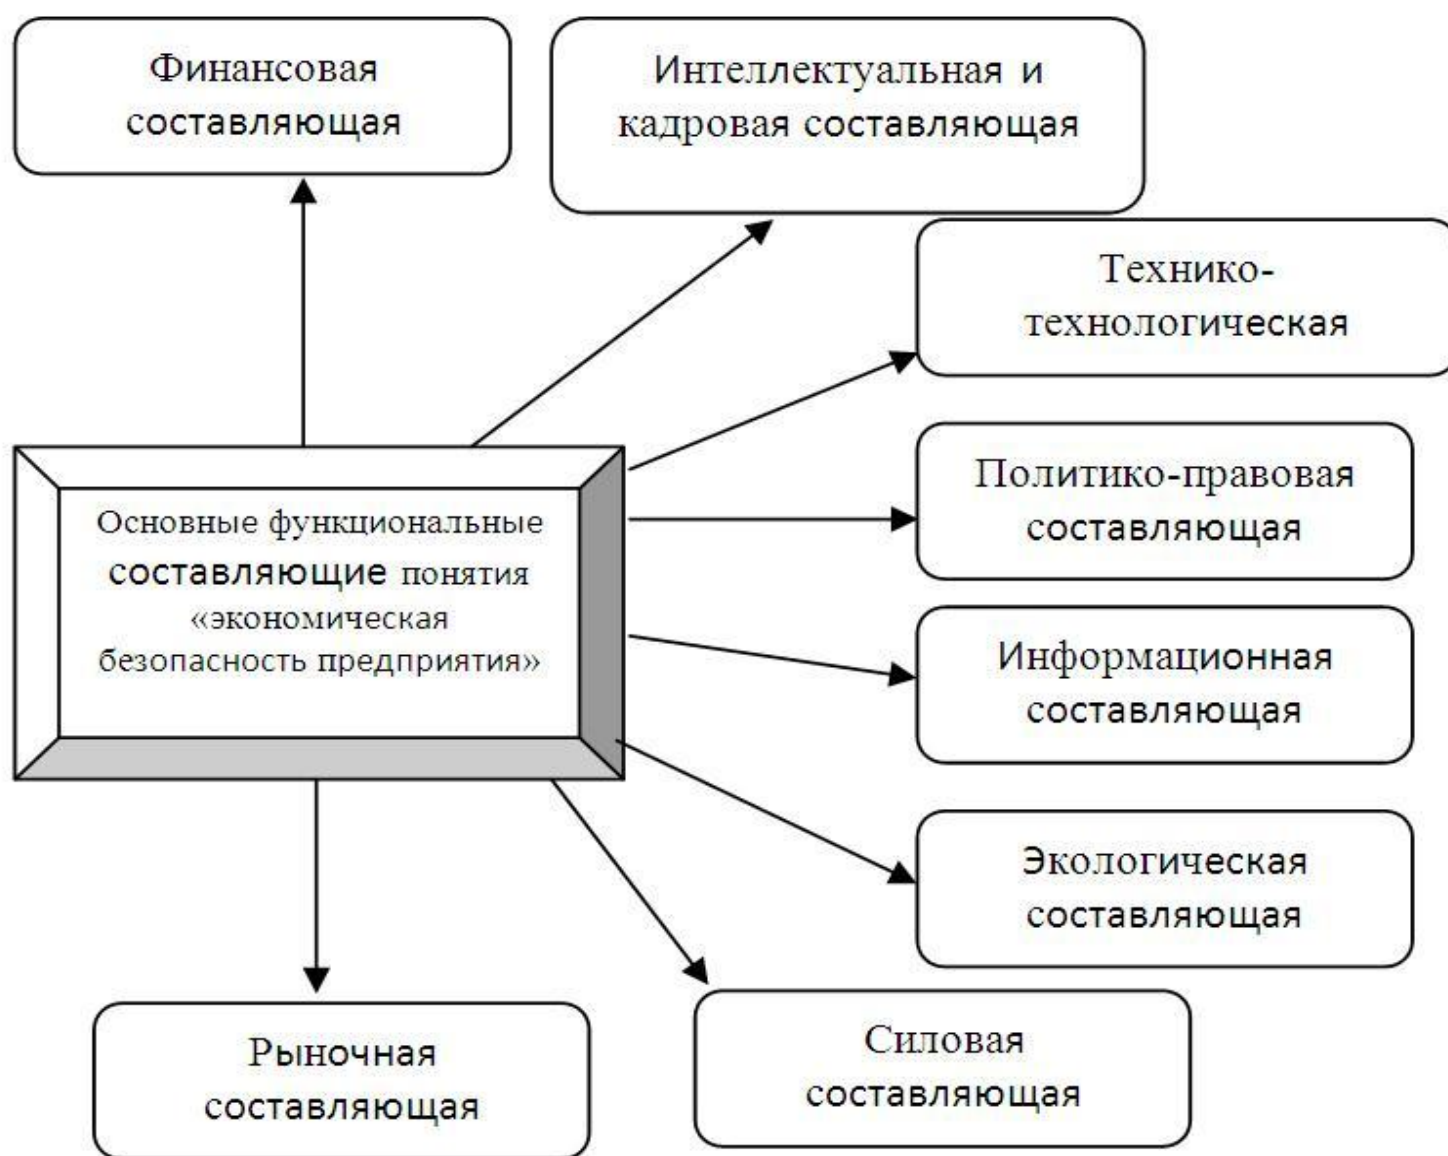 Финансовая
составляющая
Интеллектуальная и
кадровая составляющая
Технико-
технологическая
Основные функциональные
составляющие понятия
«экономическая
безопасность предприятия»
Политико-правовая
составляющая
Информационная
составляющая
Экологическая
составляющая
Силовая
составляющая
Рыночная
составляющая